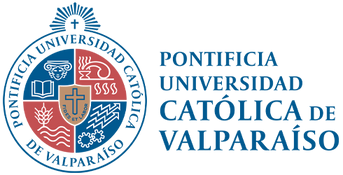 PONTIFICIA UNIVERSIDAD CATÓLICA
DE VALPARAÍSO
PONTIFICIA
UNIVERSIDAD
CATÓLICA DE
VALPARAÍSO